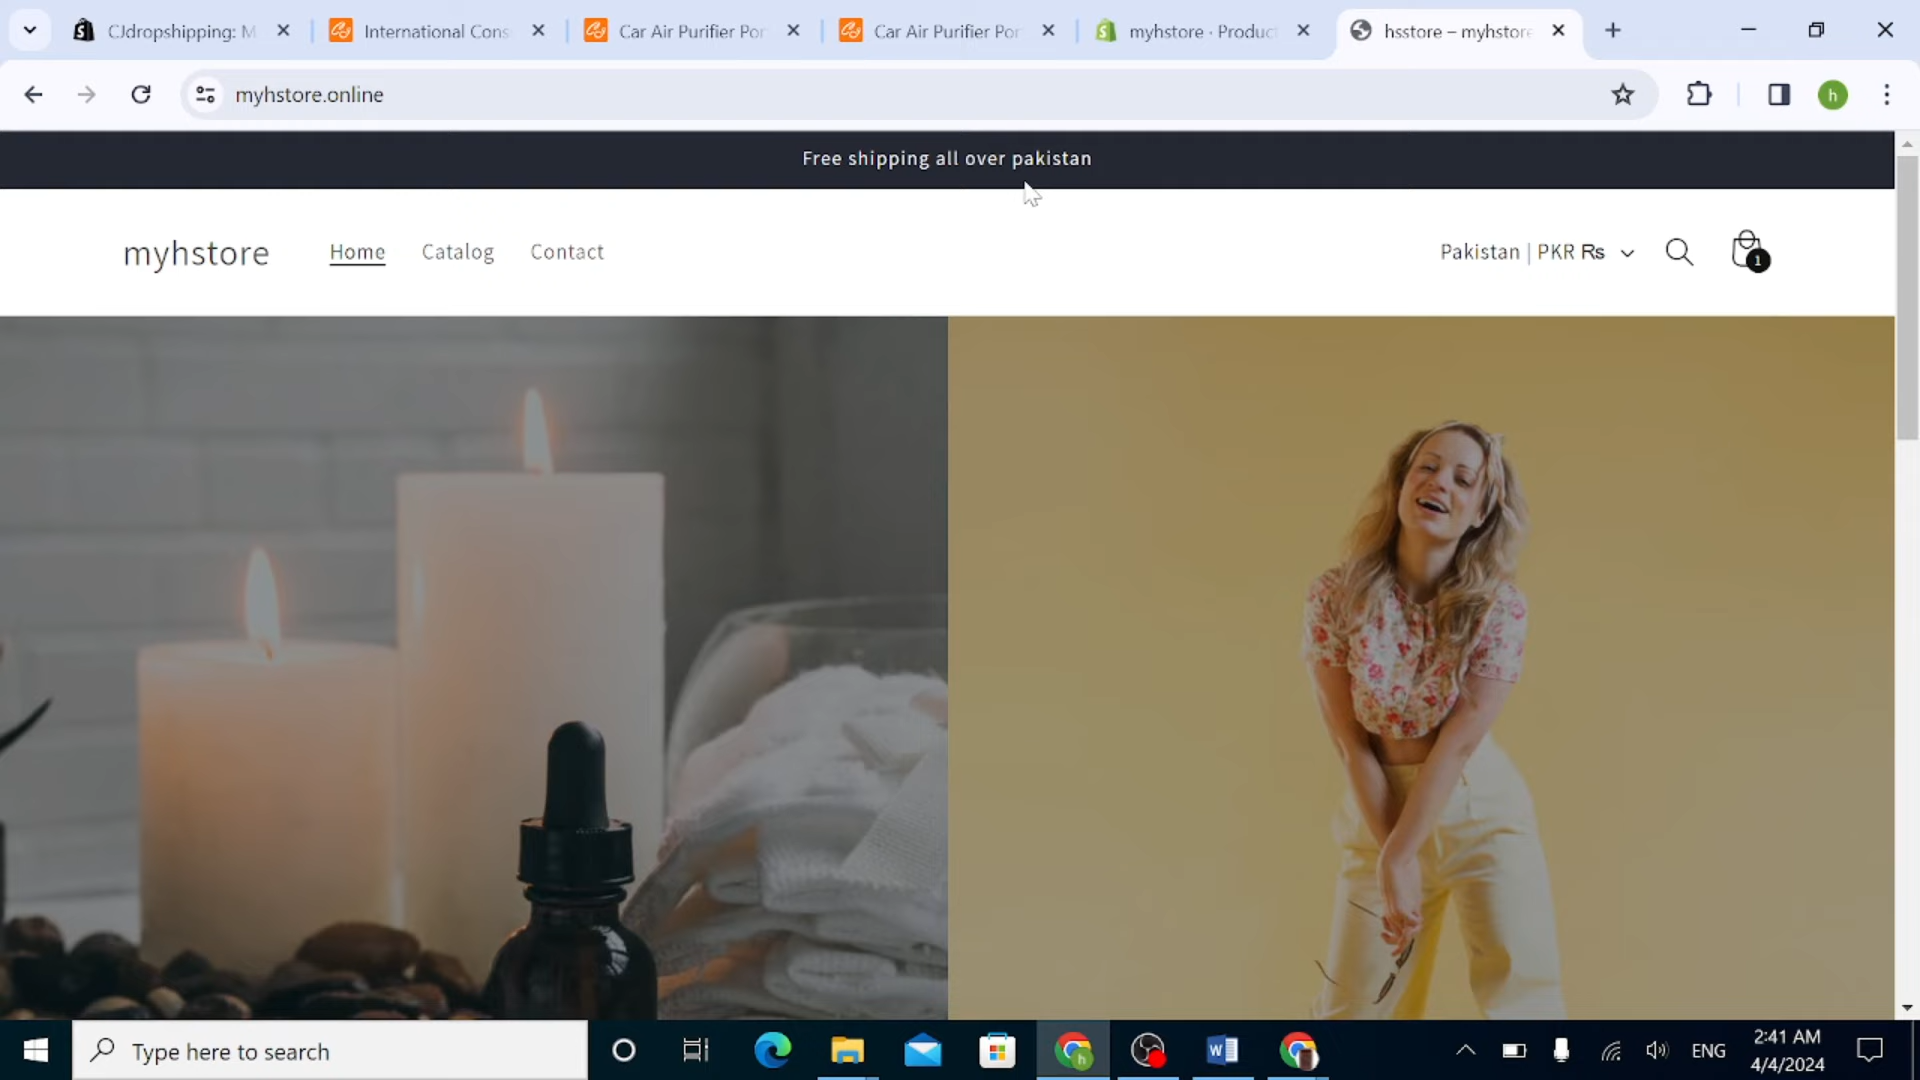 CJdropshipping: M
International Cons
Car Air Purifier Por
Car Air Purifier Por
myhstore · Product
hsstore – myhstore
myhstore.online
h
Free shipping all over pakistan
myhstore
Home
Catalog
Contact
Pakistan | PKR ₨
1
Type here to search
ENG
2:41 AM
4/4/2024